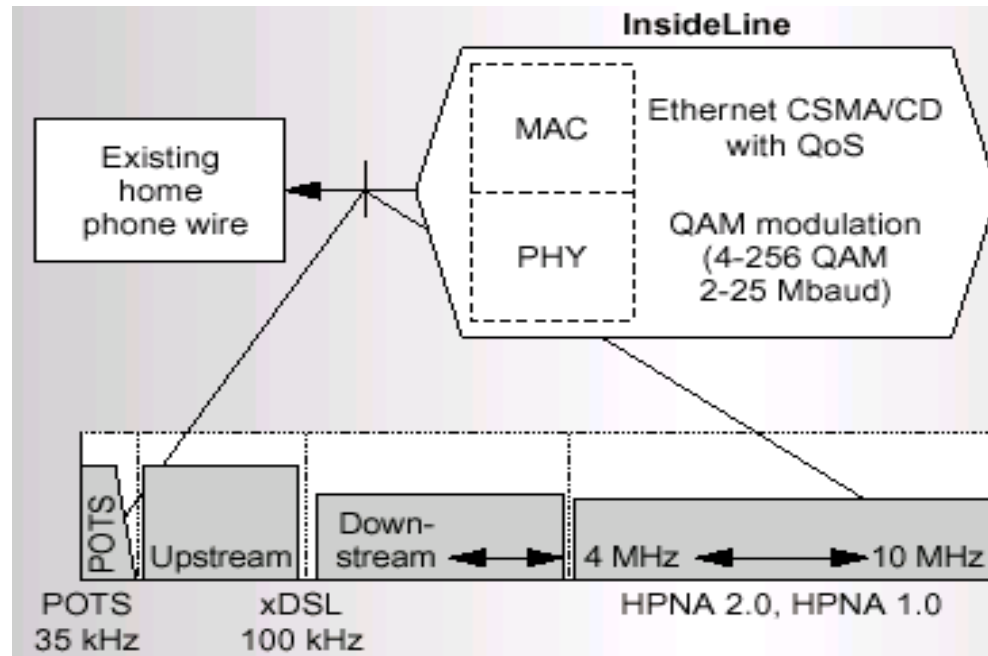 InsideLine
MAC
Ethernet CSMA/CD
with QoS
Existing
home
phone wire
PHY
QAM modulation
(4-256 QAM
2-25 Mbaud)
POTS
Upstream
Down-
stream
4 MHz
10 MHz
POTS
35 kHz
xDSL
100 kHz
HPNA 2.0, HPNA 1.0